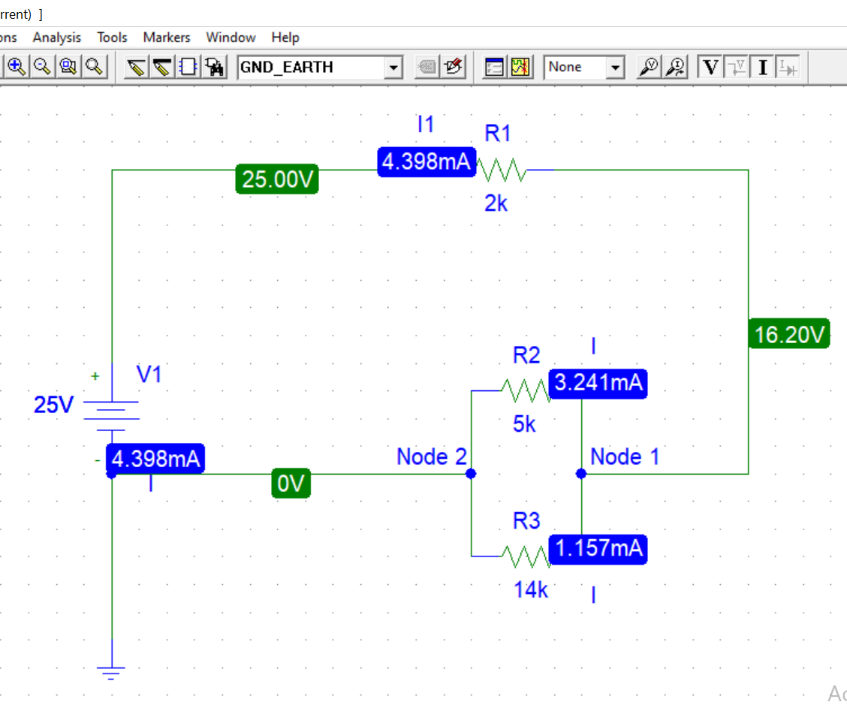 rrent) ]
ons Analysis Tools Markers Window Help
GND_EARTH None V I
I1
R1
4.398mA
25.00V
2k
16.20V
I
R2
3.241mA
+ V1
25V
5k
Node 2 Node 1
- 4.398mA
0V
I
R3
1.157mA
14k
I
Ac